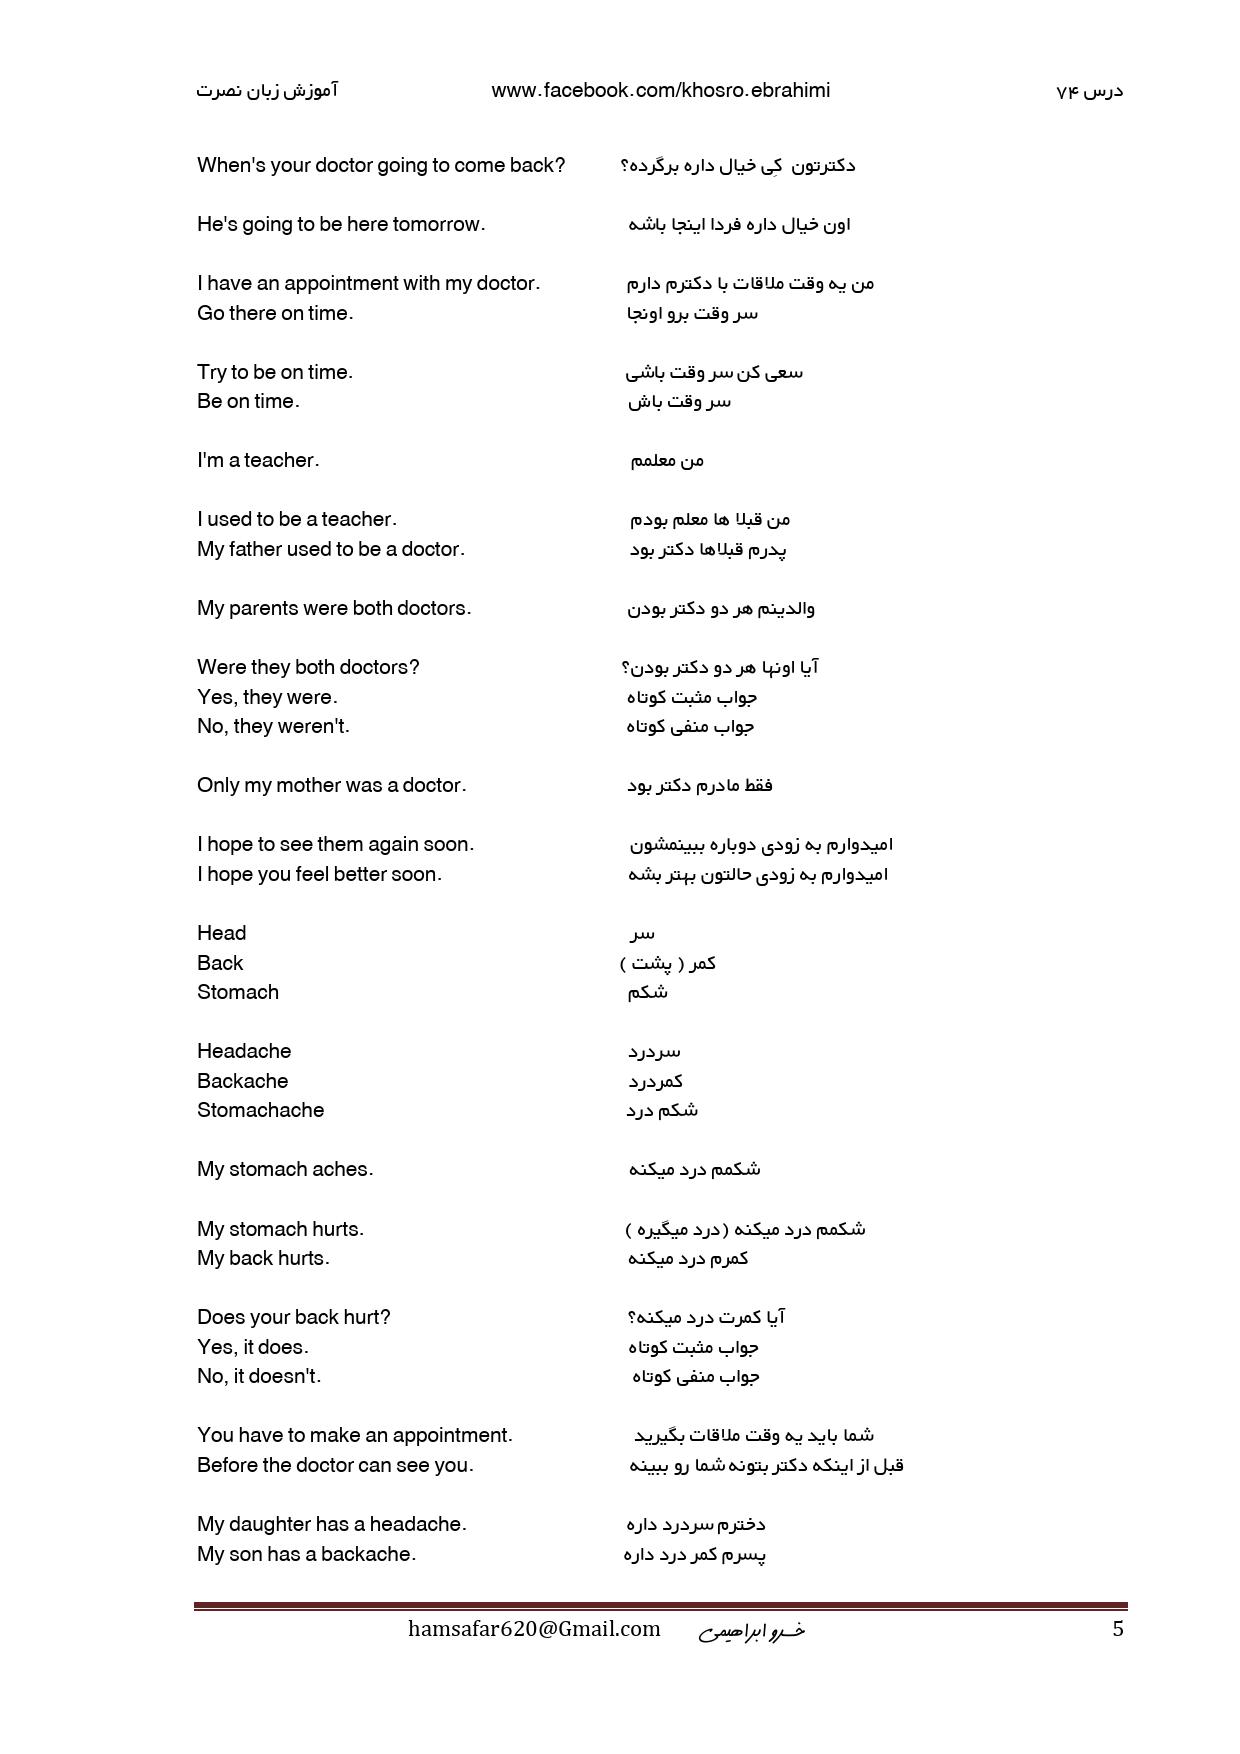 آموزش زبان نصرت www.facebook.com/khosro.ebrahimi درس ۷۴
When's your doctor going to come back? دکترتون کِی خیال داره برگرده؟
He's going to be here tomorrow. اون خیال داره فردا اینجا باشه
I have an appointment with my doctor. من یه وقت ملاقات با دکترم دارم
Go there on time. سر وقت برو اونجا
Try to be on time. سعی کن سر وقت باشی
Be on time. سر وقت باش
I'm a teacher. من معلمم
I used to be a teacher. من قبلا ها معلم بودم
My father used to be a doctor. پدرم قبلاها دکتر بود
My parents were both doctors. والدینم هر دو دکتر بودن
Were they both doctors? آیا اونها هر دو دکتر بودن؟
Yes, they were. جواب مثبت کوتاه
No, they weren't. جواب منفی کوتاه
Only my mother was a doctor. فقط مادرم دکتر بود
I hope to see them again soon. امیدوارم به زودی دوباره ببینمشون
I hope you feel better soon. امیدوارم به زودی حالتون بهتر بشه
Head سر
Back کمر ( پشت )
Stomach شکم
Headache سردرد
Backache کمردرد
Stomachache شکم درد
My stomach aches. شکمم درد میکنه
My stomach hurts. شکمم درد میکنه (درد میگیره )
My back hurts. کمرم درد میکنه
Does your back hurt? آیا کمرت درد میکنه؟
Yes, it does. جواب مثبت کوتاه
No, it doesn't. جواب منفی کوتاه
You have to make an appointment. شما باید یه وقت ملاقات بگیرید
Before the doctor can see you. قبل از اینکه دکتر بتونه شما رو ببینه
My daughter has a headache. دخترم سردرد داره
My son has a backache. پسرم کمر درد داره
hamsafar620@Gmail.com خسرو ابراهیمی 5